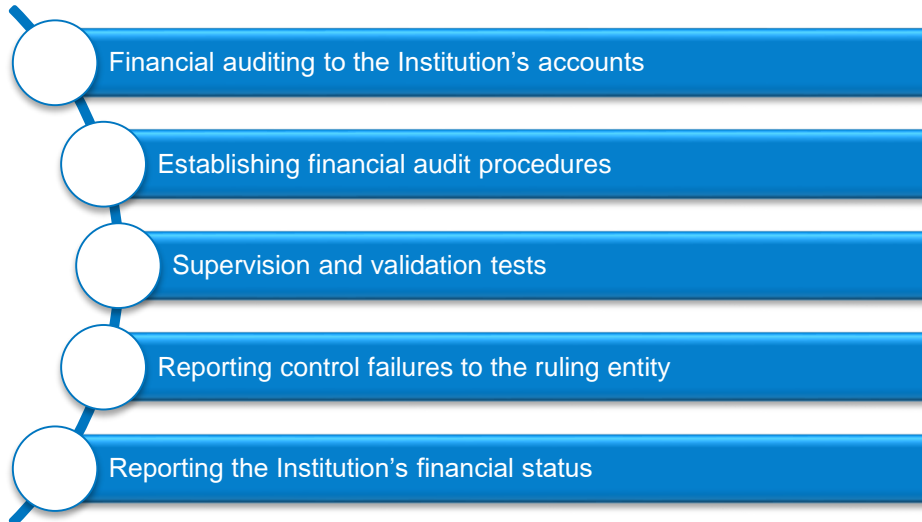 Financial auditing to the Institution’s accounts
Establishing financial audit procedures
Supervision and validation tests
Reporting control failures to the ruling entity
Reporting the Institution’s financial status